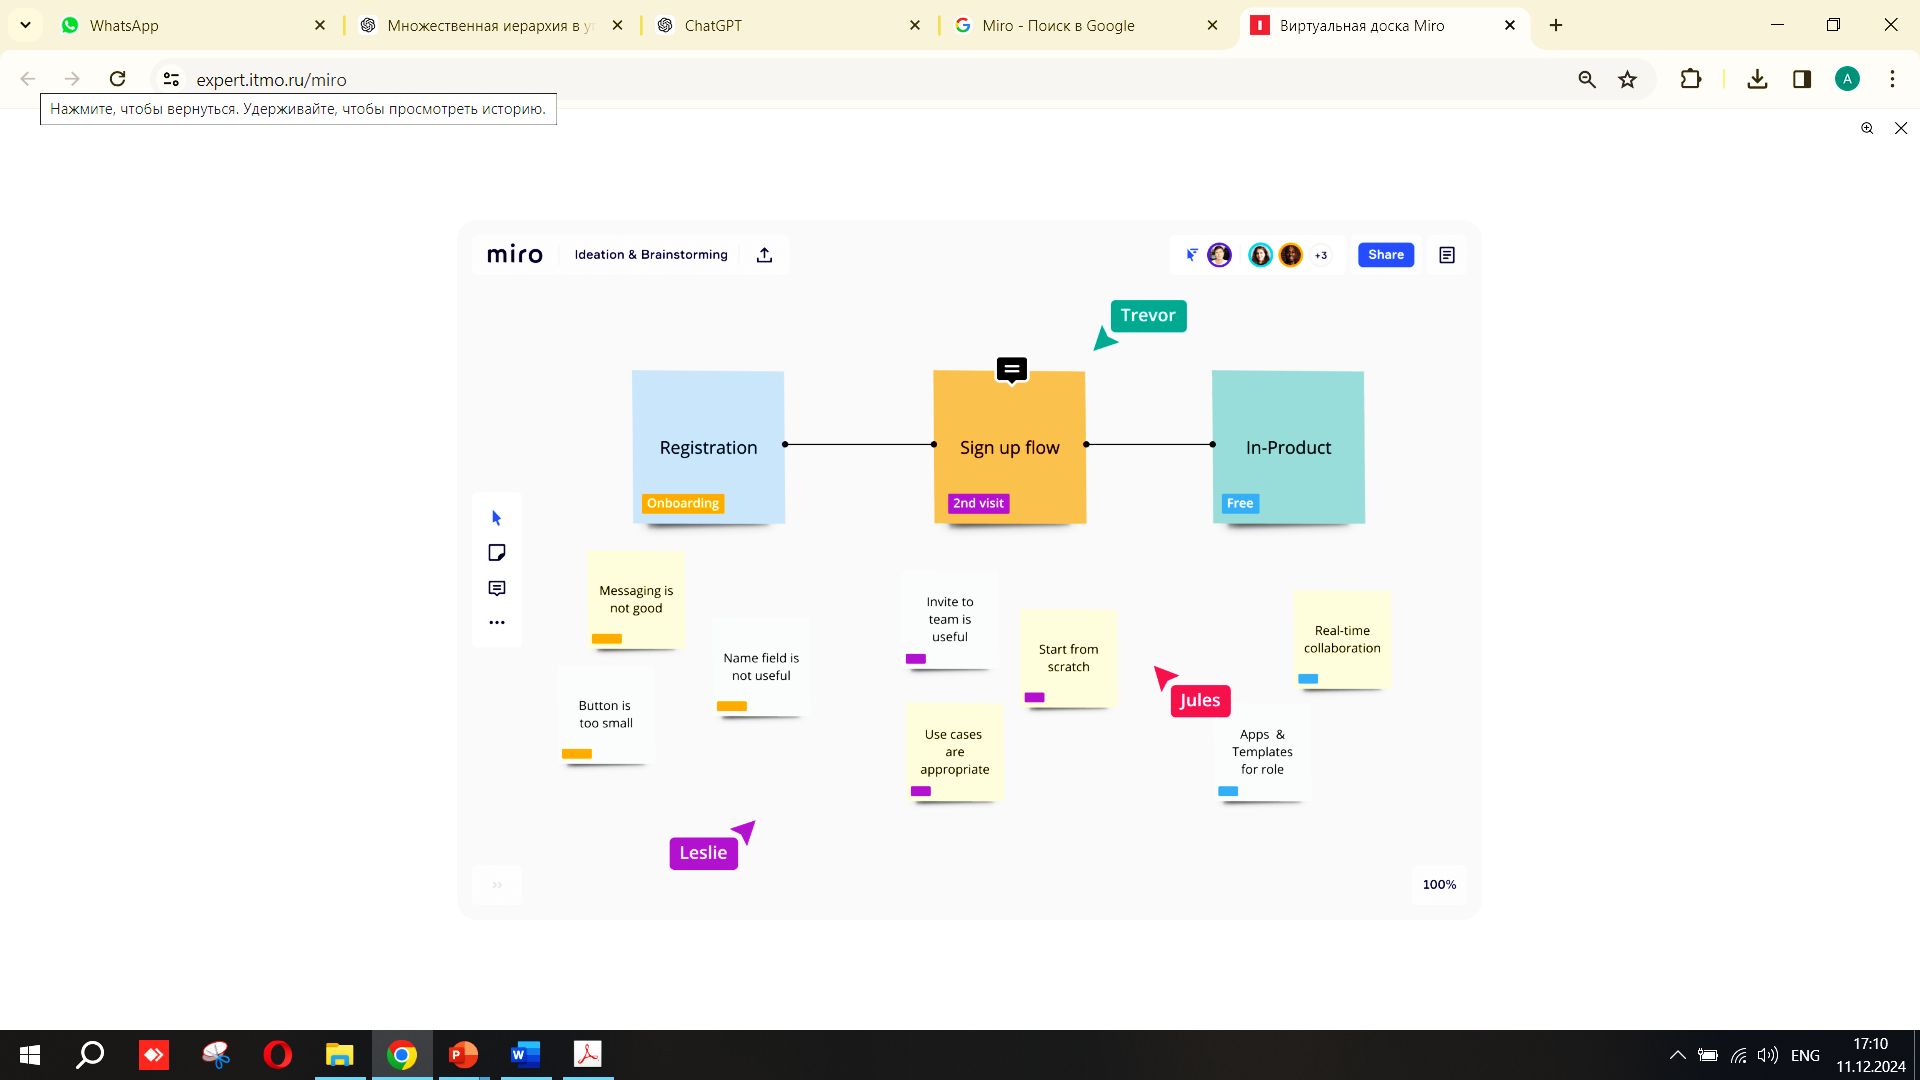 WhatsApp
Множественная иерархия в уп
ChatGPT
Miro - Поиск в Google
Виртуальная доска Miro
expert.itmo.ru/miro
A
Нажмите, чтобы вернуться. Удерживайте, чтобы просмотреть историю.
miro
Ideation & Brainstorming
+3
Share
Trevor
Registration
Onboarding
Sign up flow
2nd visit
In-Product
Free
Messaging is
not good
Name field is
not useful
Button is
too small
Invite to
team is
useful
Start from
scratch
Use cases
are
appropriate
Real-time
collaboration
Jules
Apps &
Templates
for role
Leslie
100%
ENG
17:10
11.12.2024